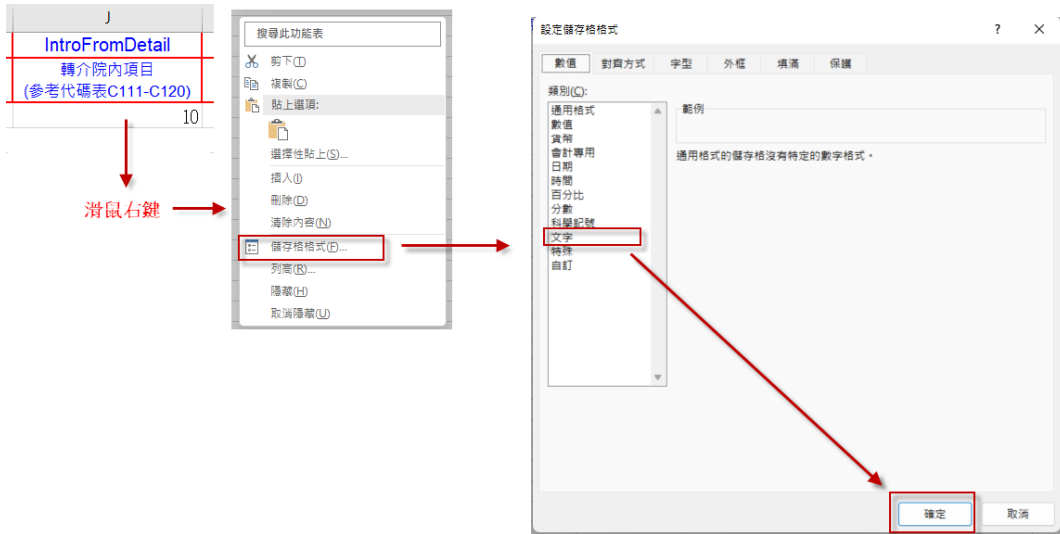 J
IntroFromDetail
轉介院內項目
(參考代碼表C111-C120)
10
滑鼠右鍵
搜尋此功能表
剪下(T)
複製(C)
貼上選項:
選擇性貼上(S)...
插入(I)
刪除(D)
清除內容(N)
儲存格格式(F)...
列高(R)...
隱藏(H)
取消隱藏(U)
設定儲存格格式
? ×
數值 對齊方式 字型 外框 填滿 保護
類別(C):
通用格式
數值
貨幣
會計專用
日期
時間
百分比
分數
科學記號
文字
特殊
自訂
範例
通用格式的儲存格沒有特定的數字格式。
確定 取消